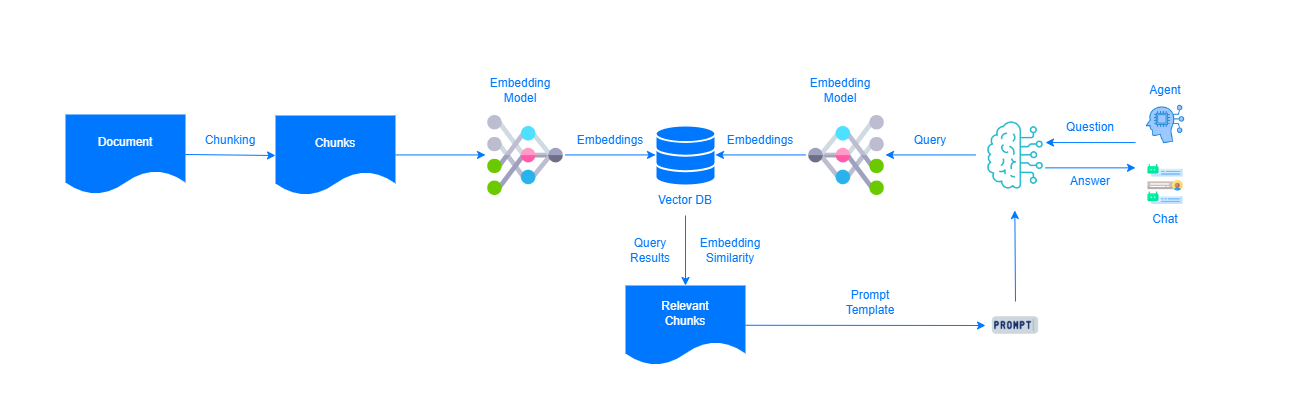 Embedding
Model
Embedding
Model
Agent
Document
Chunking
Chunks
Embeddings
Embeddings
Query
Question
Answer
Vector DB
Chat
Query
Results
Embedding
Similarity
Relevant
Chunks
Prompt
Template
PROMPT